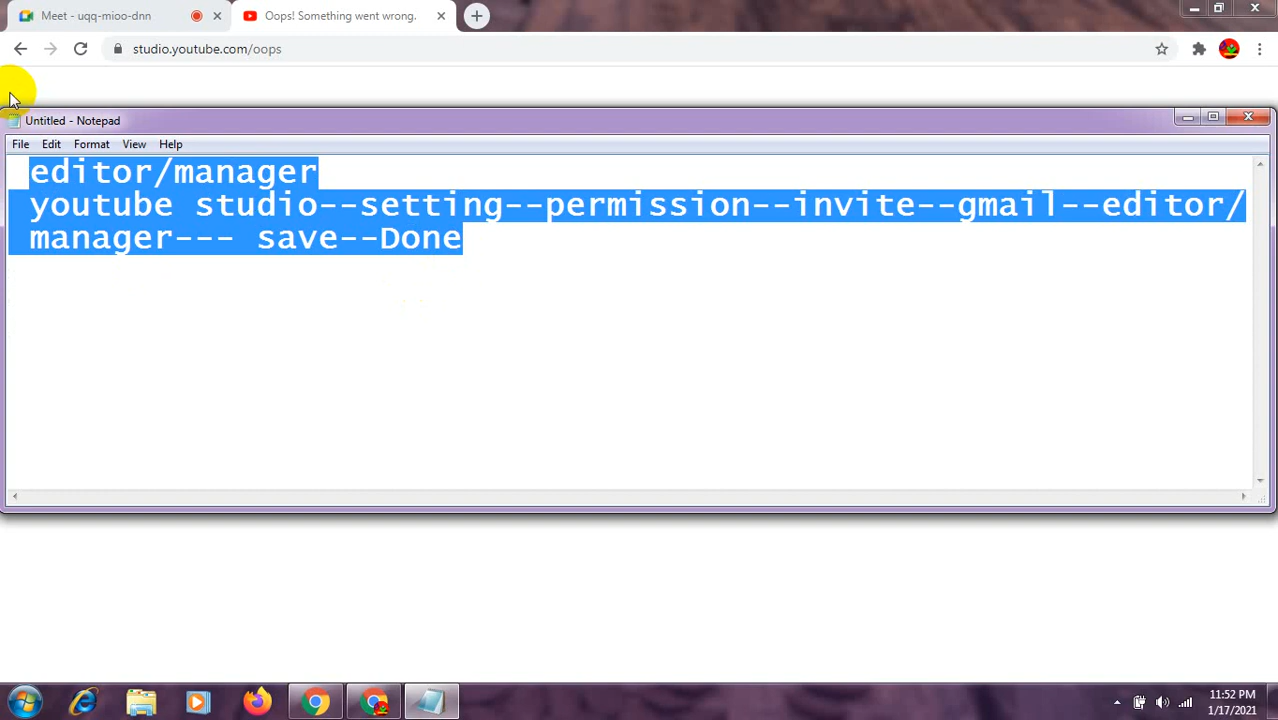 Meet - uqq-mioo-dnn
Oops! Something went wrong.
studio.youtube.com/oops
Untitled - Notepad
File Edit Format View Help
editor/manager
youtube studio--setting--permission--invite--gmail--editor/
manager--- save--Done
11:52 PM
1/17/2021